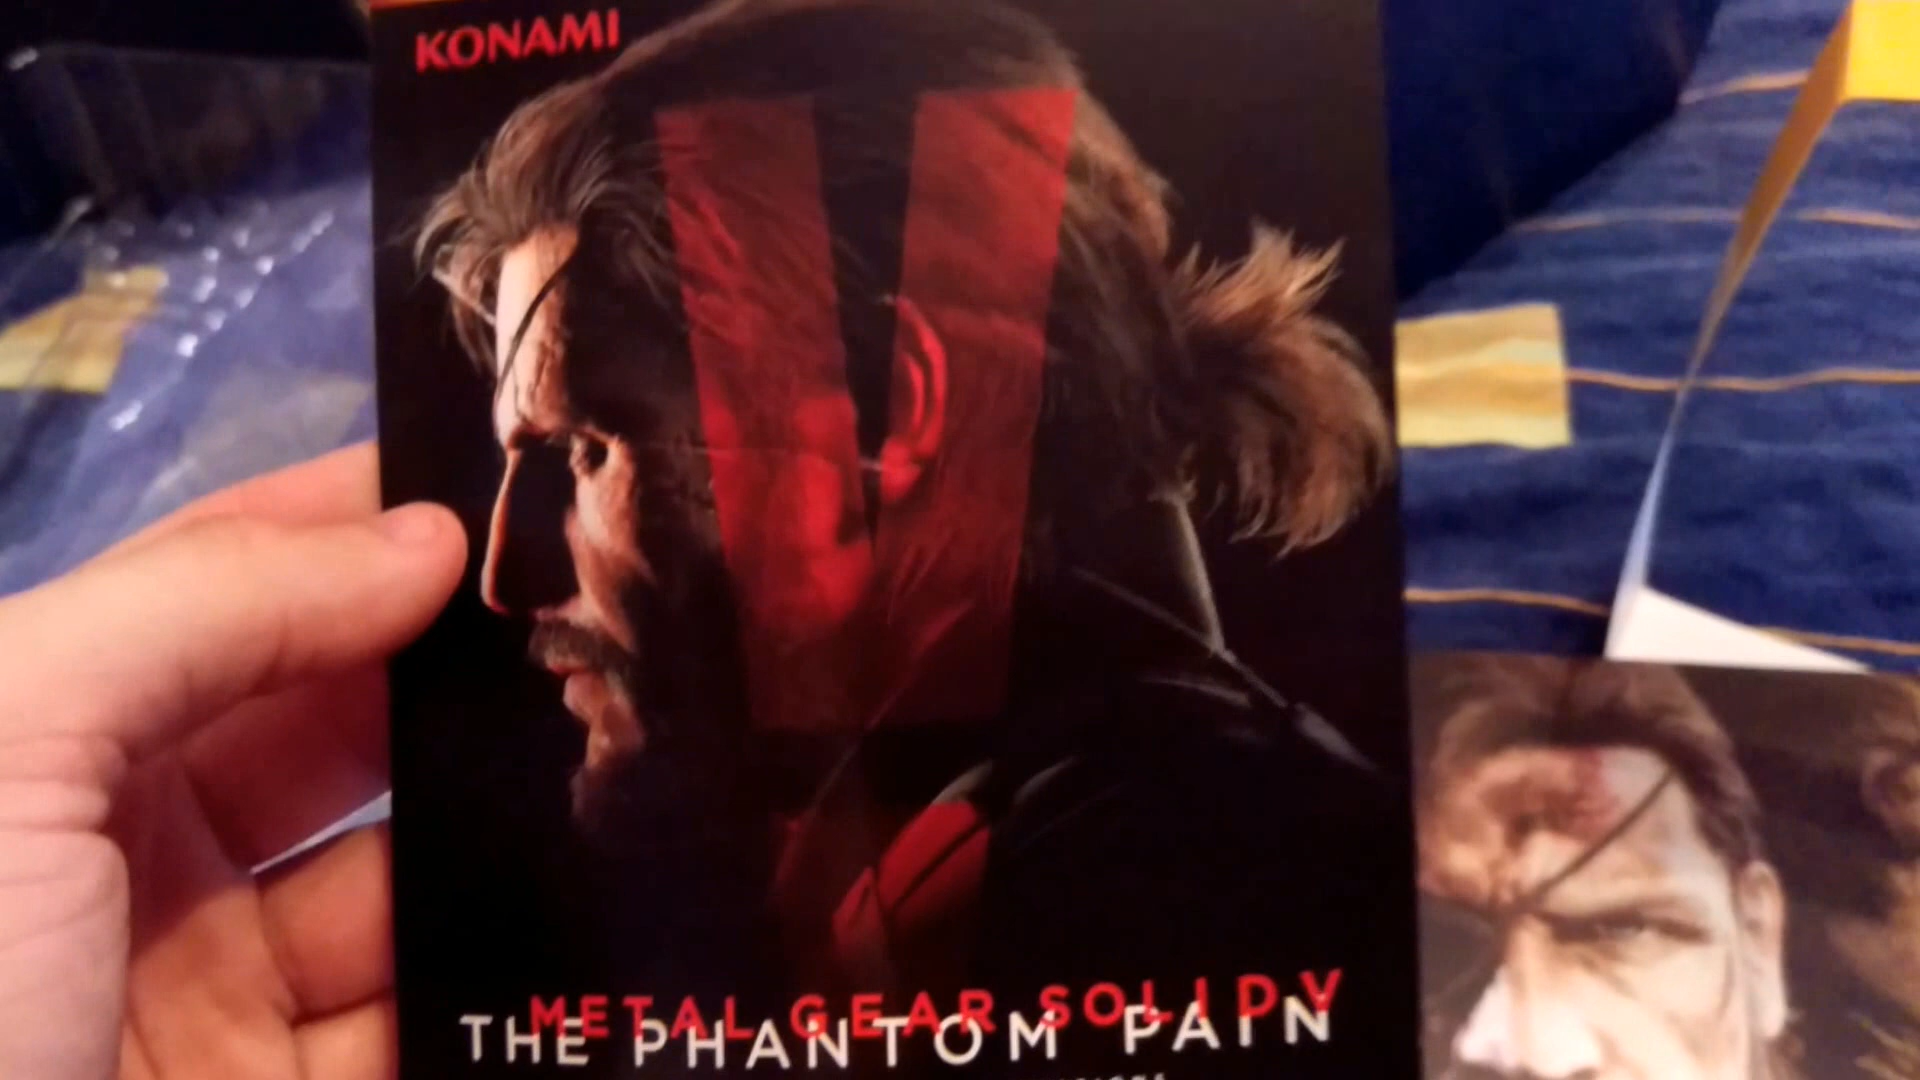 KONAMI
V
METAL GEAR SOLID V
THE PHANTOM PAIN